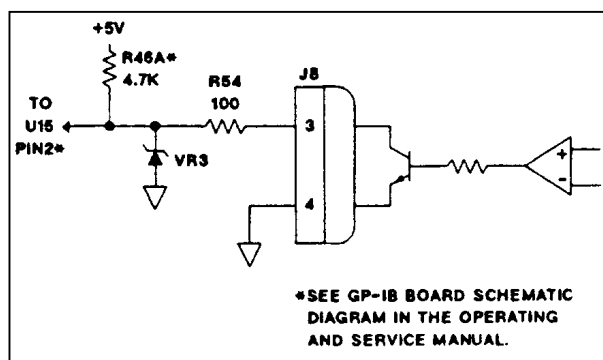 +5V
R46A*
4.7K
R54
100
J8
TO
U15
PIN2*
3
VR3
4
+
-
*SEE GP-IB BOARD SCHEMATIC
DIAGRAM IN THE OPERATING
AND SERVICE MANUAL.